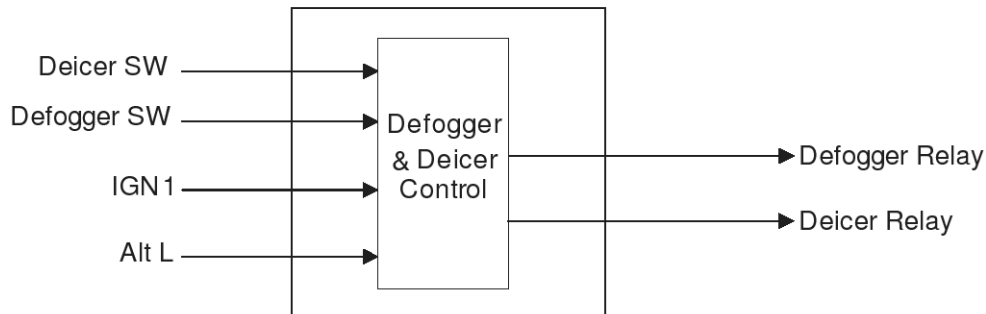 Deicer SW
Defogger SW
IGN1
Alt L
Defogger
& Deicer
Control
Defogger Relay
Deicer Relay